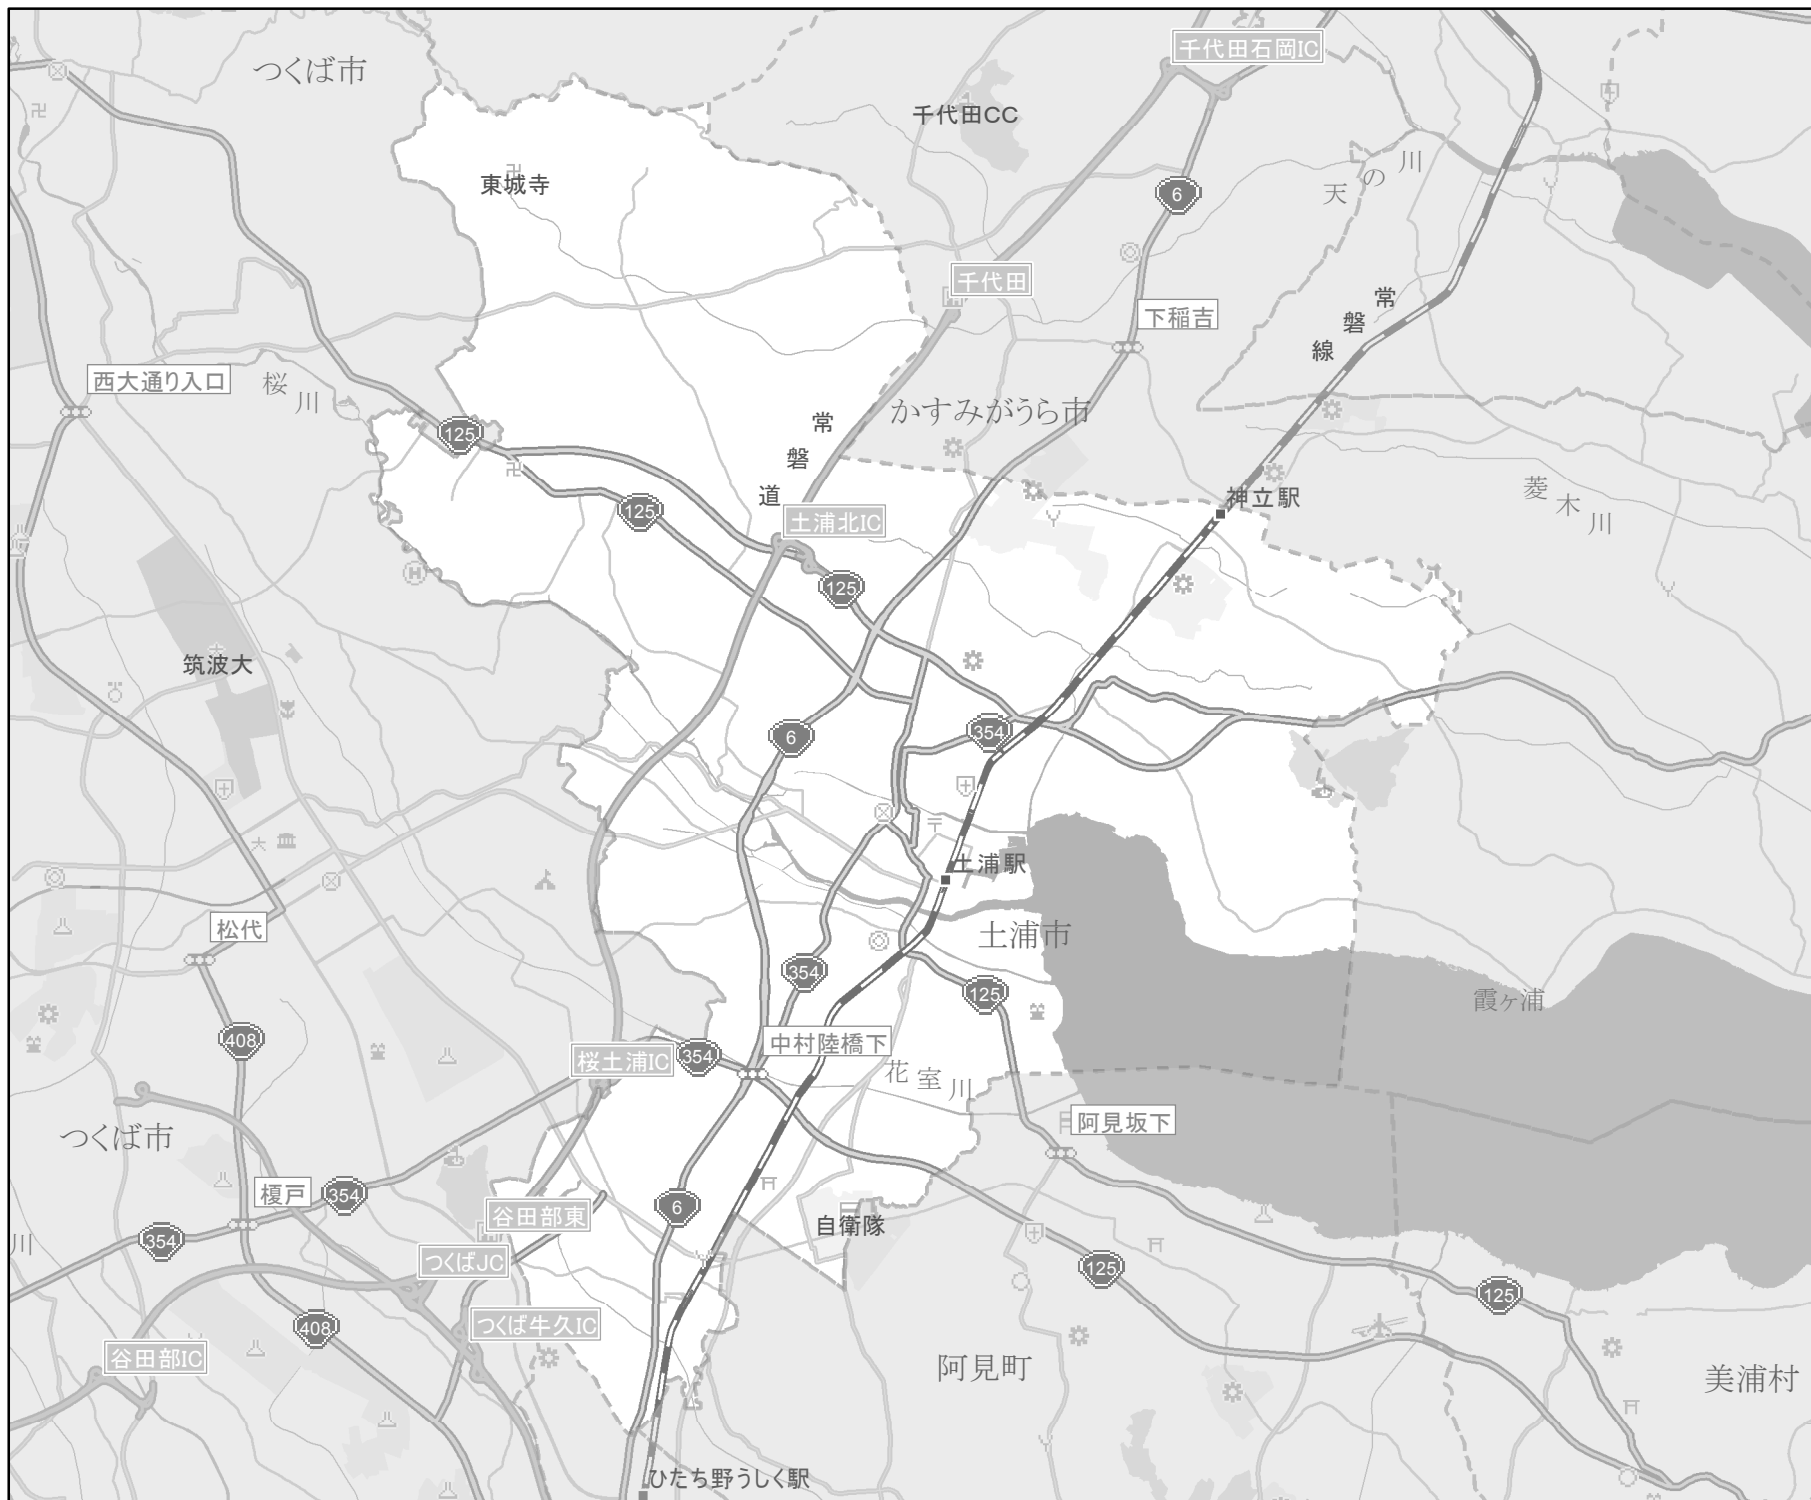 千代田石岡IC
つくば市
千代田CC
天の川
東城寺
6
千代田
下稲吉
常磐線
西大通り入口
桜川
かすみがうら市
常磐道
125
神立駅
菱木川
125
土浦北IC
125
筑波大
6
354
土浦駅
松代
土浦市
354
125
霞ヶ浦
408
中村陸橋下
桜土浦IC
354
花室川
阿見坂下
つくば市
榎戸
354
6
谷田部東
自衛隊
川
354
つくばJC
125
125
408
つくば牛久IC
谷田部IC
阿見町
美浦村
ひたち野うしく駅